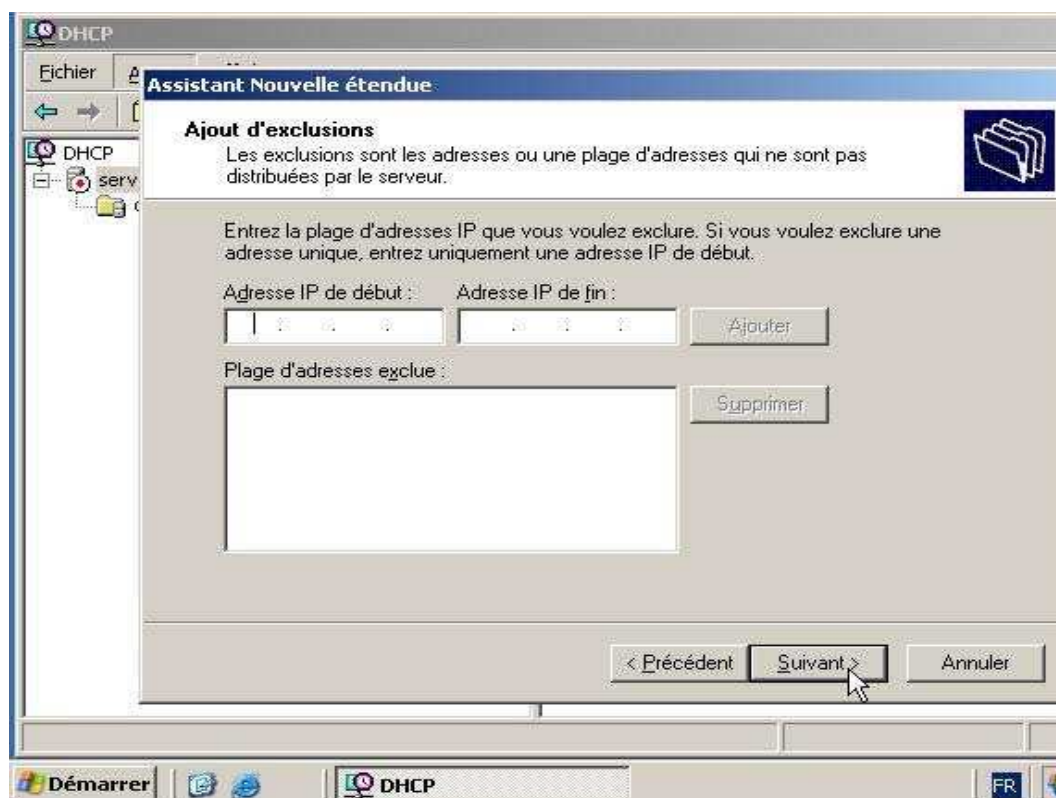 DHCP
Fichier
Assistant Nouvelle étendue
Ajout d'exclusions
Les exclusions sont les adresses ou une plage d'adresses qui ne sont pas
distribuées par le serveur.
DHCP
serv
Entrez la plage d'adresses IP que vous voulez exclure. Si vous voulez exclure une
adresse unique, entrez uniquement une adresse IP de début.
Adresse IP de début : Adresse IP de fin :
Ajouter
Plage d'adresses exclue :
Supprimer
< Précédent Suivant > Annuler
Démarrer DHCP FR